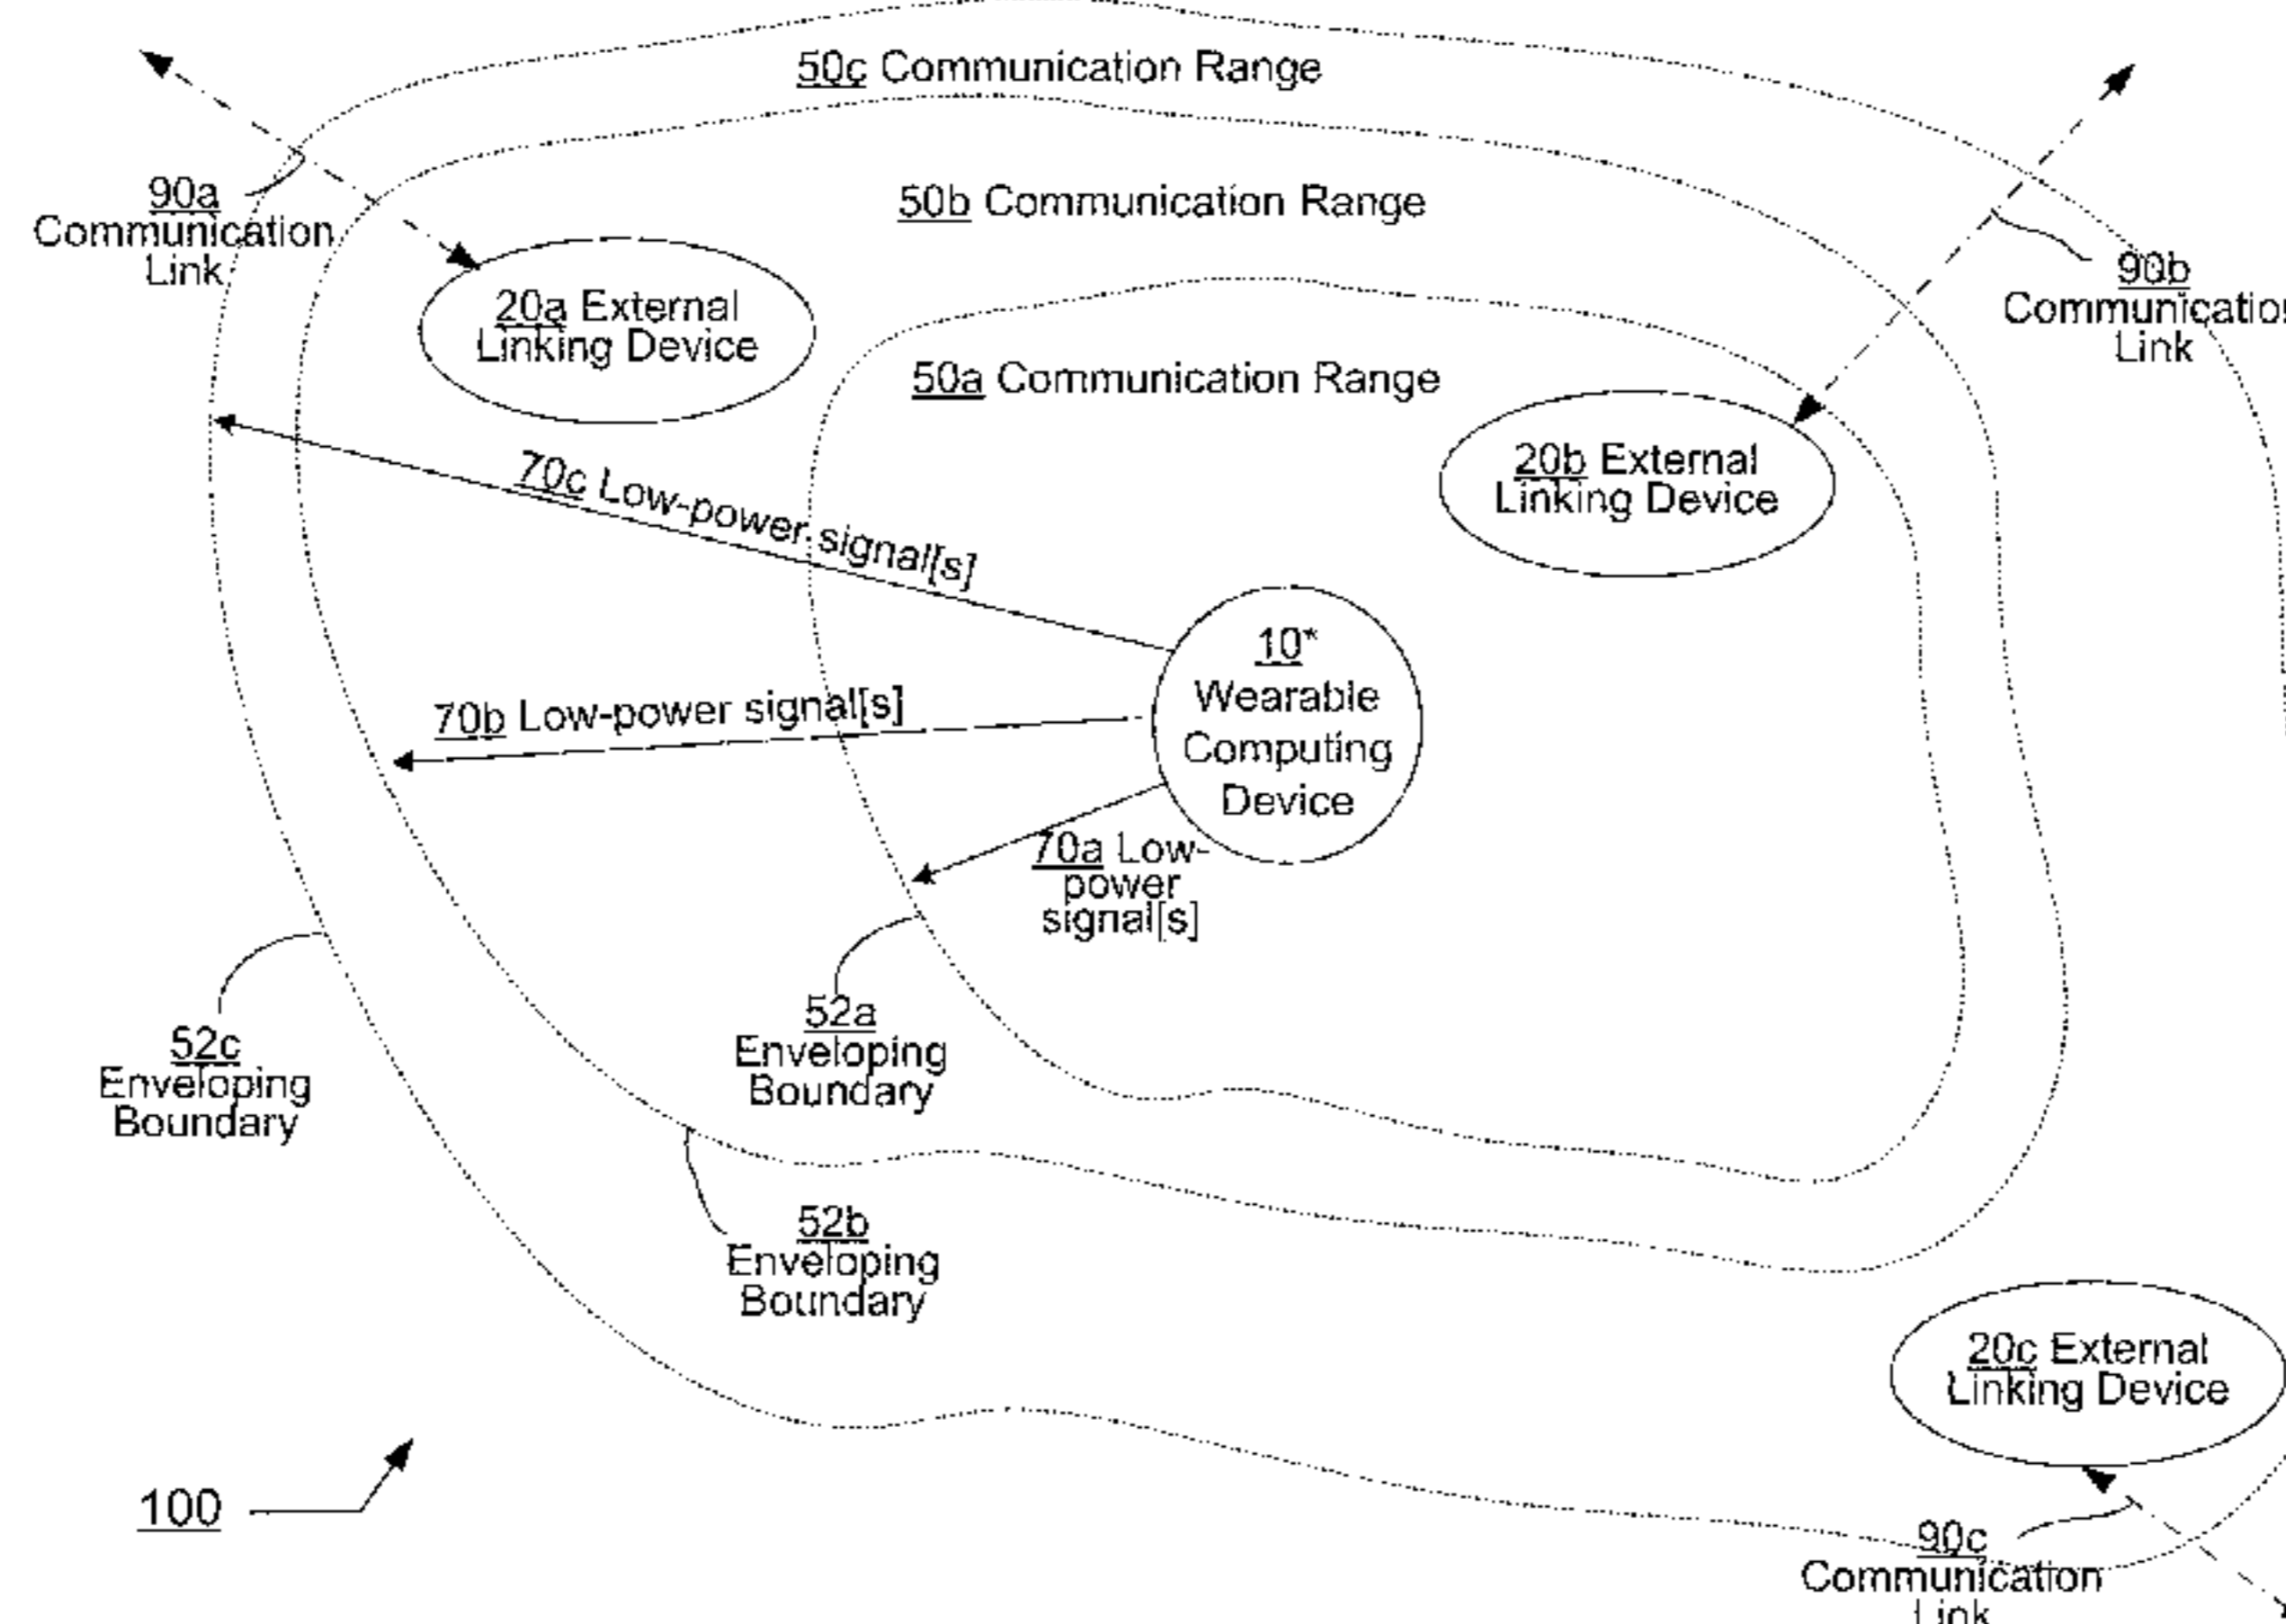 50c Communication Range
90a
Communication
Link
50b Communication Range
90b
Communicatio
Link
20a External
Linking Device
50a Communication Range
20b External
Linking Device
70c Low-power signal[s]
10*
Wearable
Computing
Device
70b Low-power signal[s]
70a Low-
power
signal[s]
52c
Enveloping
Boundary
52a
Enveloping
Boundary
52b
Enveloping
Boundary
20c External
Linking Device
100
90c
Communication
Link